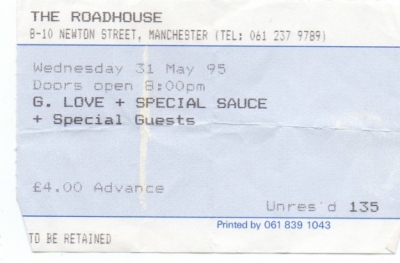 THE ROADHOUSE
8-10 NEWTON STREET, MANCHESTER (TEL: 061 237 9789)
Wednesday 31 May 95
Doors open 8:00pm
G. LOVE + SPECIAL SAUCE
+ Special Guests
£4.00 Advance
Unres'd 135
Printed by 061 839 1043
TO BE RETAINED